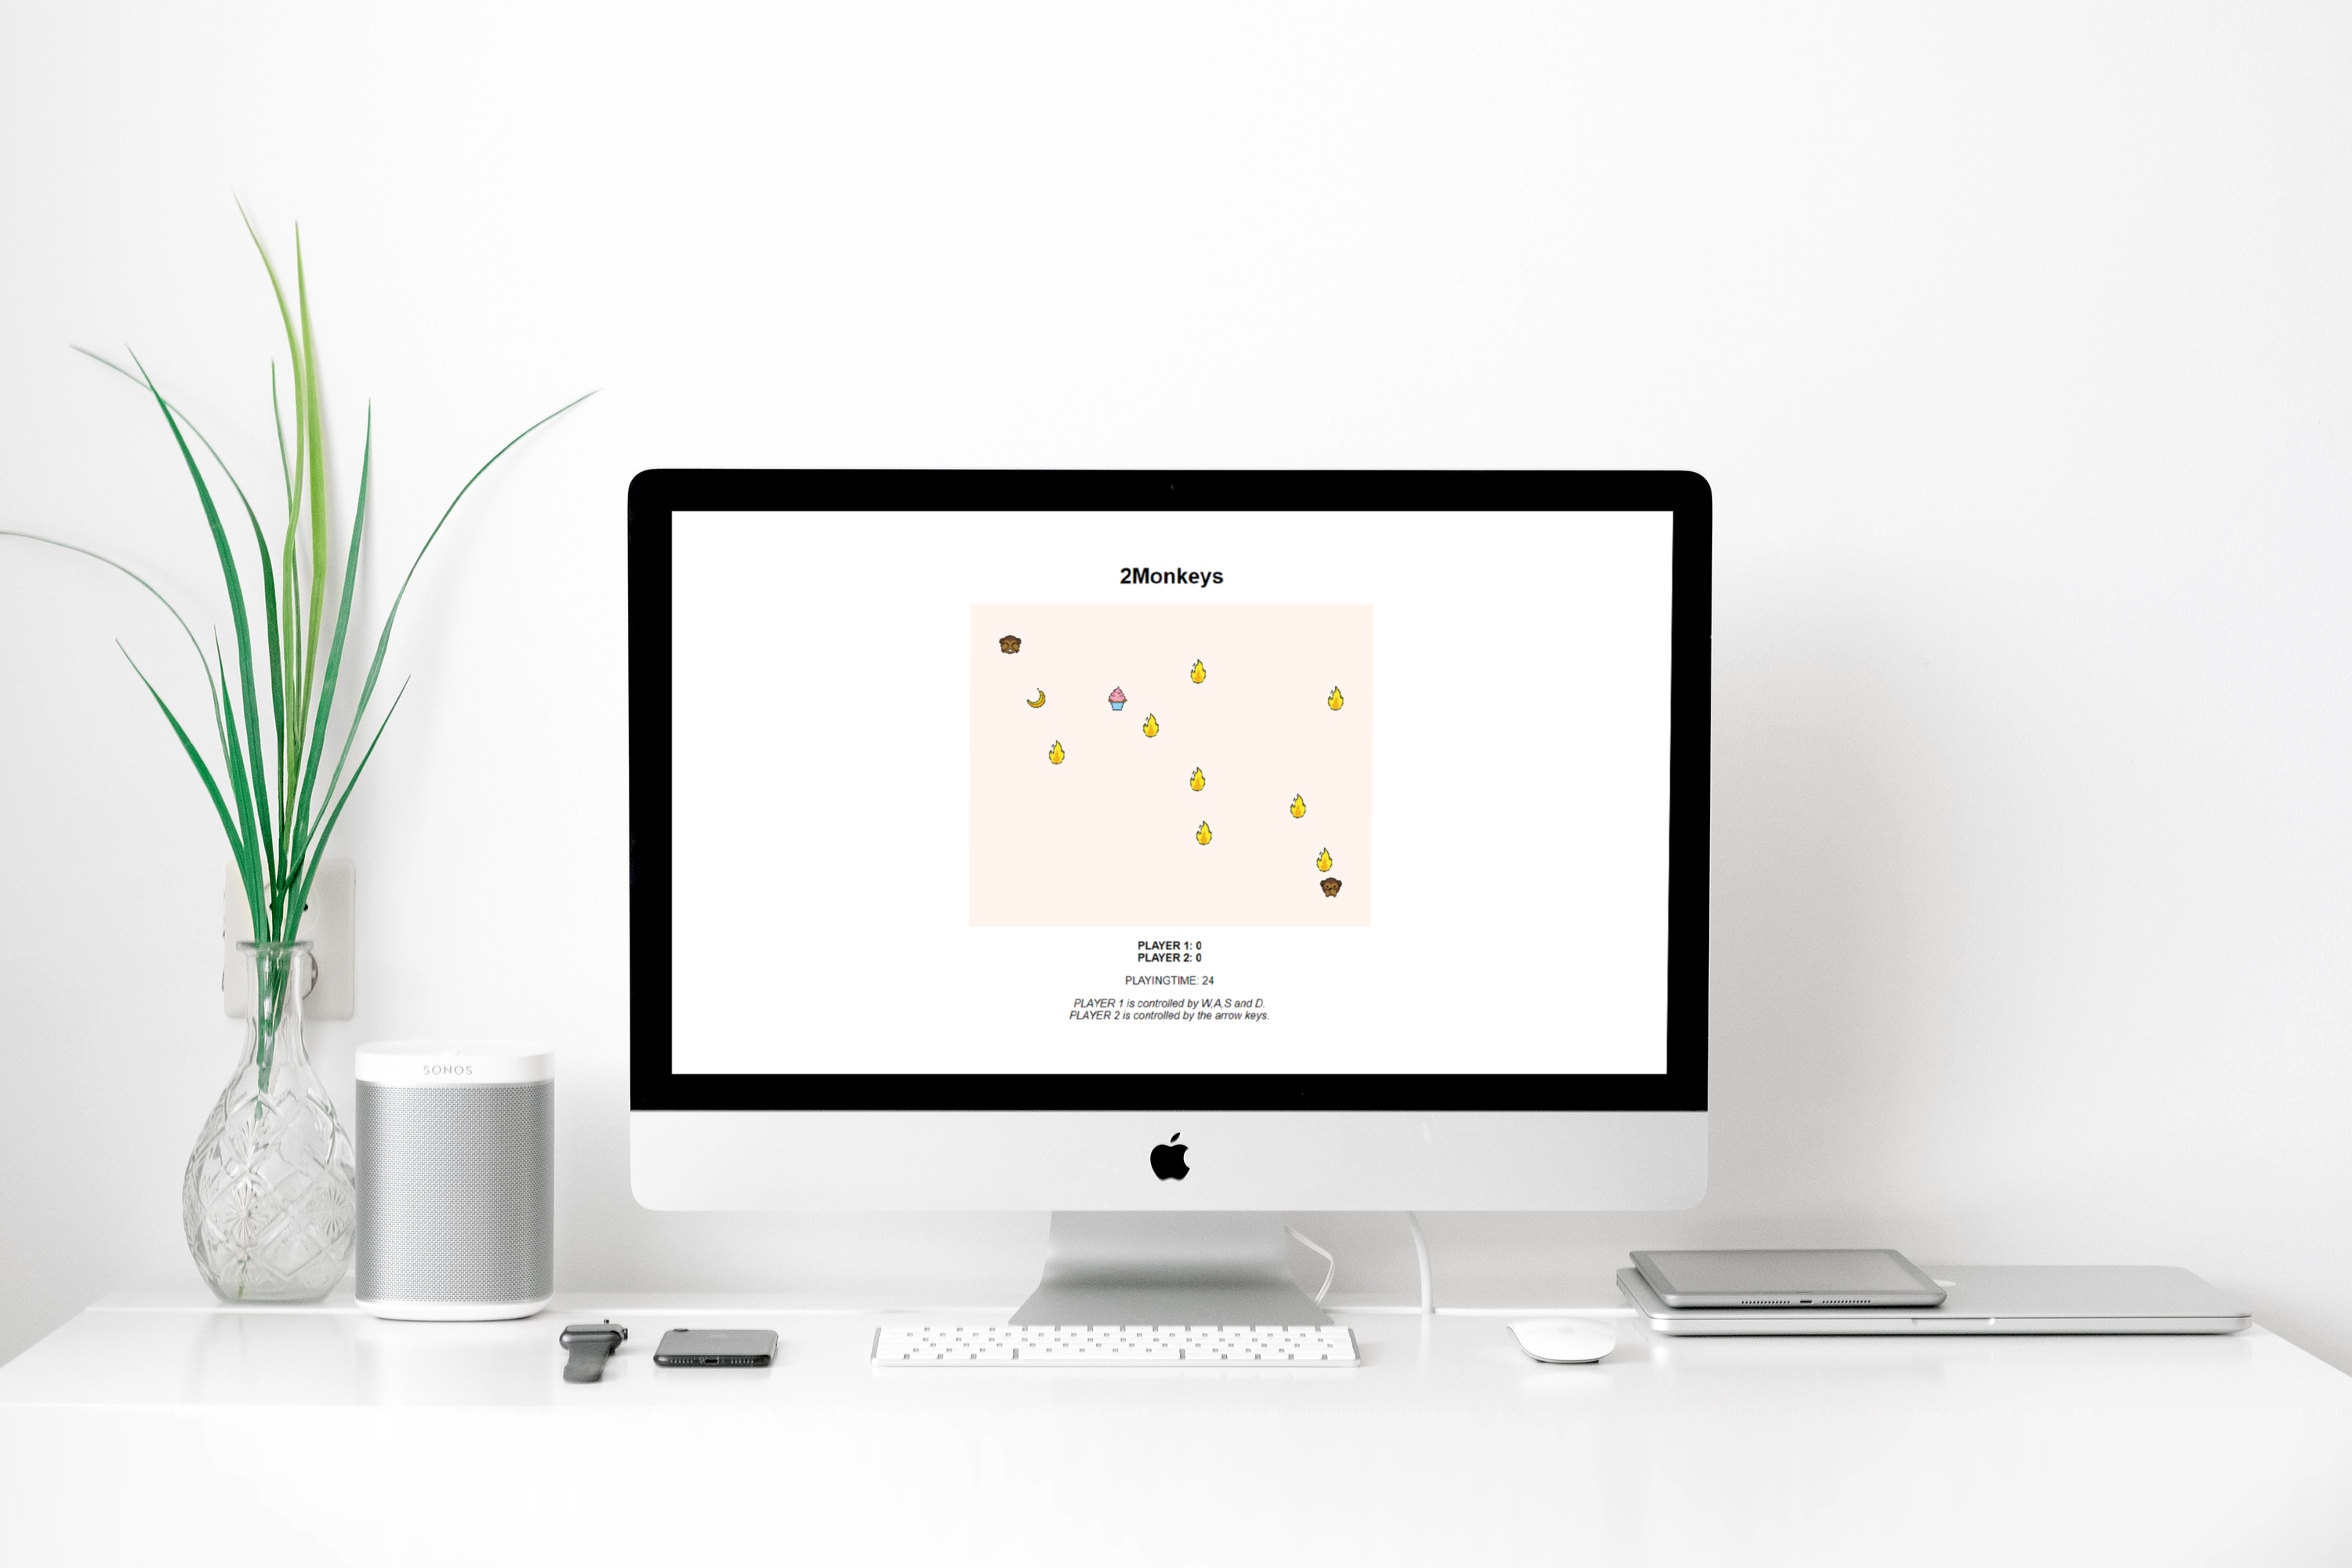 2Monkeys
PLAYER 1: 0
PLAYER 2: 0
PLAYINGTIME: 24
PLAYER 1 is controlled by W,A,S and D.
PLAYER 2 is controlled by the arrow keys.
SONOS